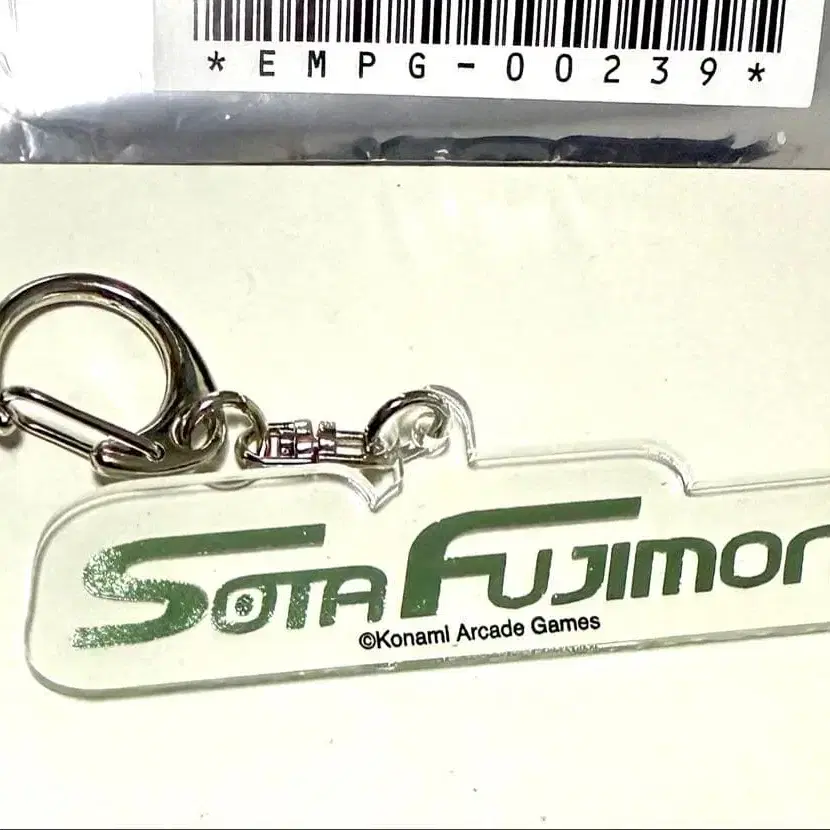 *EMPG-00239*
SOTA FUJIMOR
©Konami Arcade Games